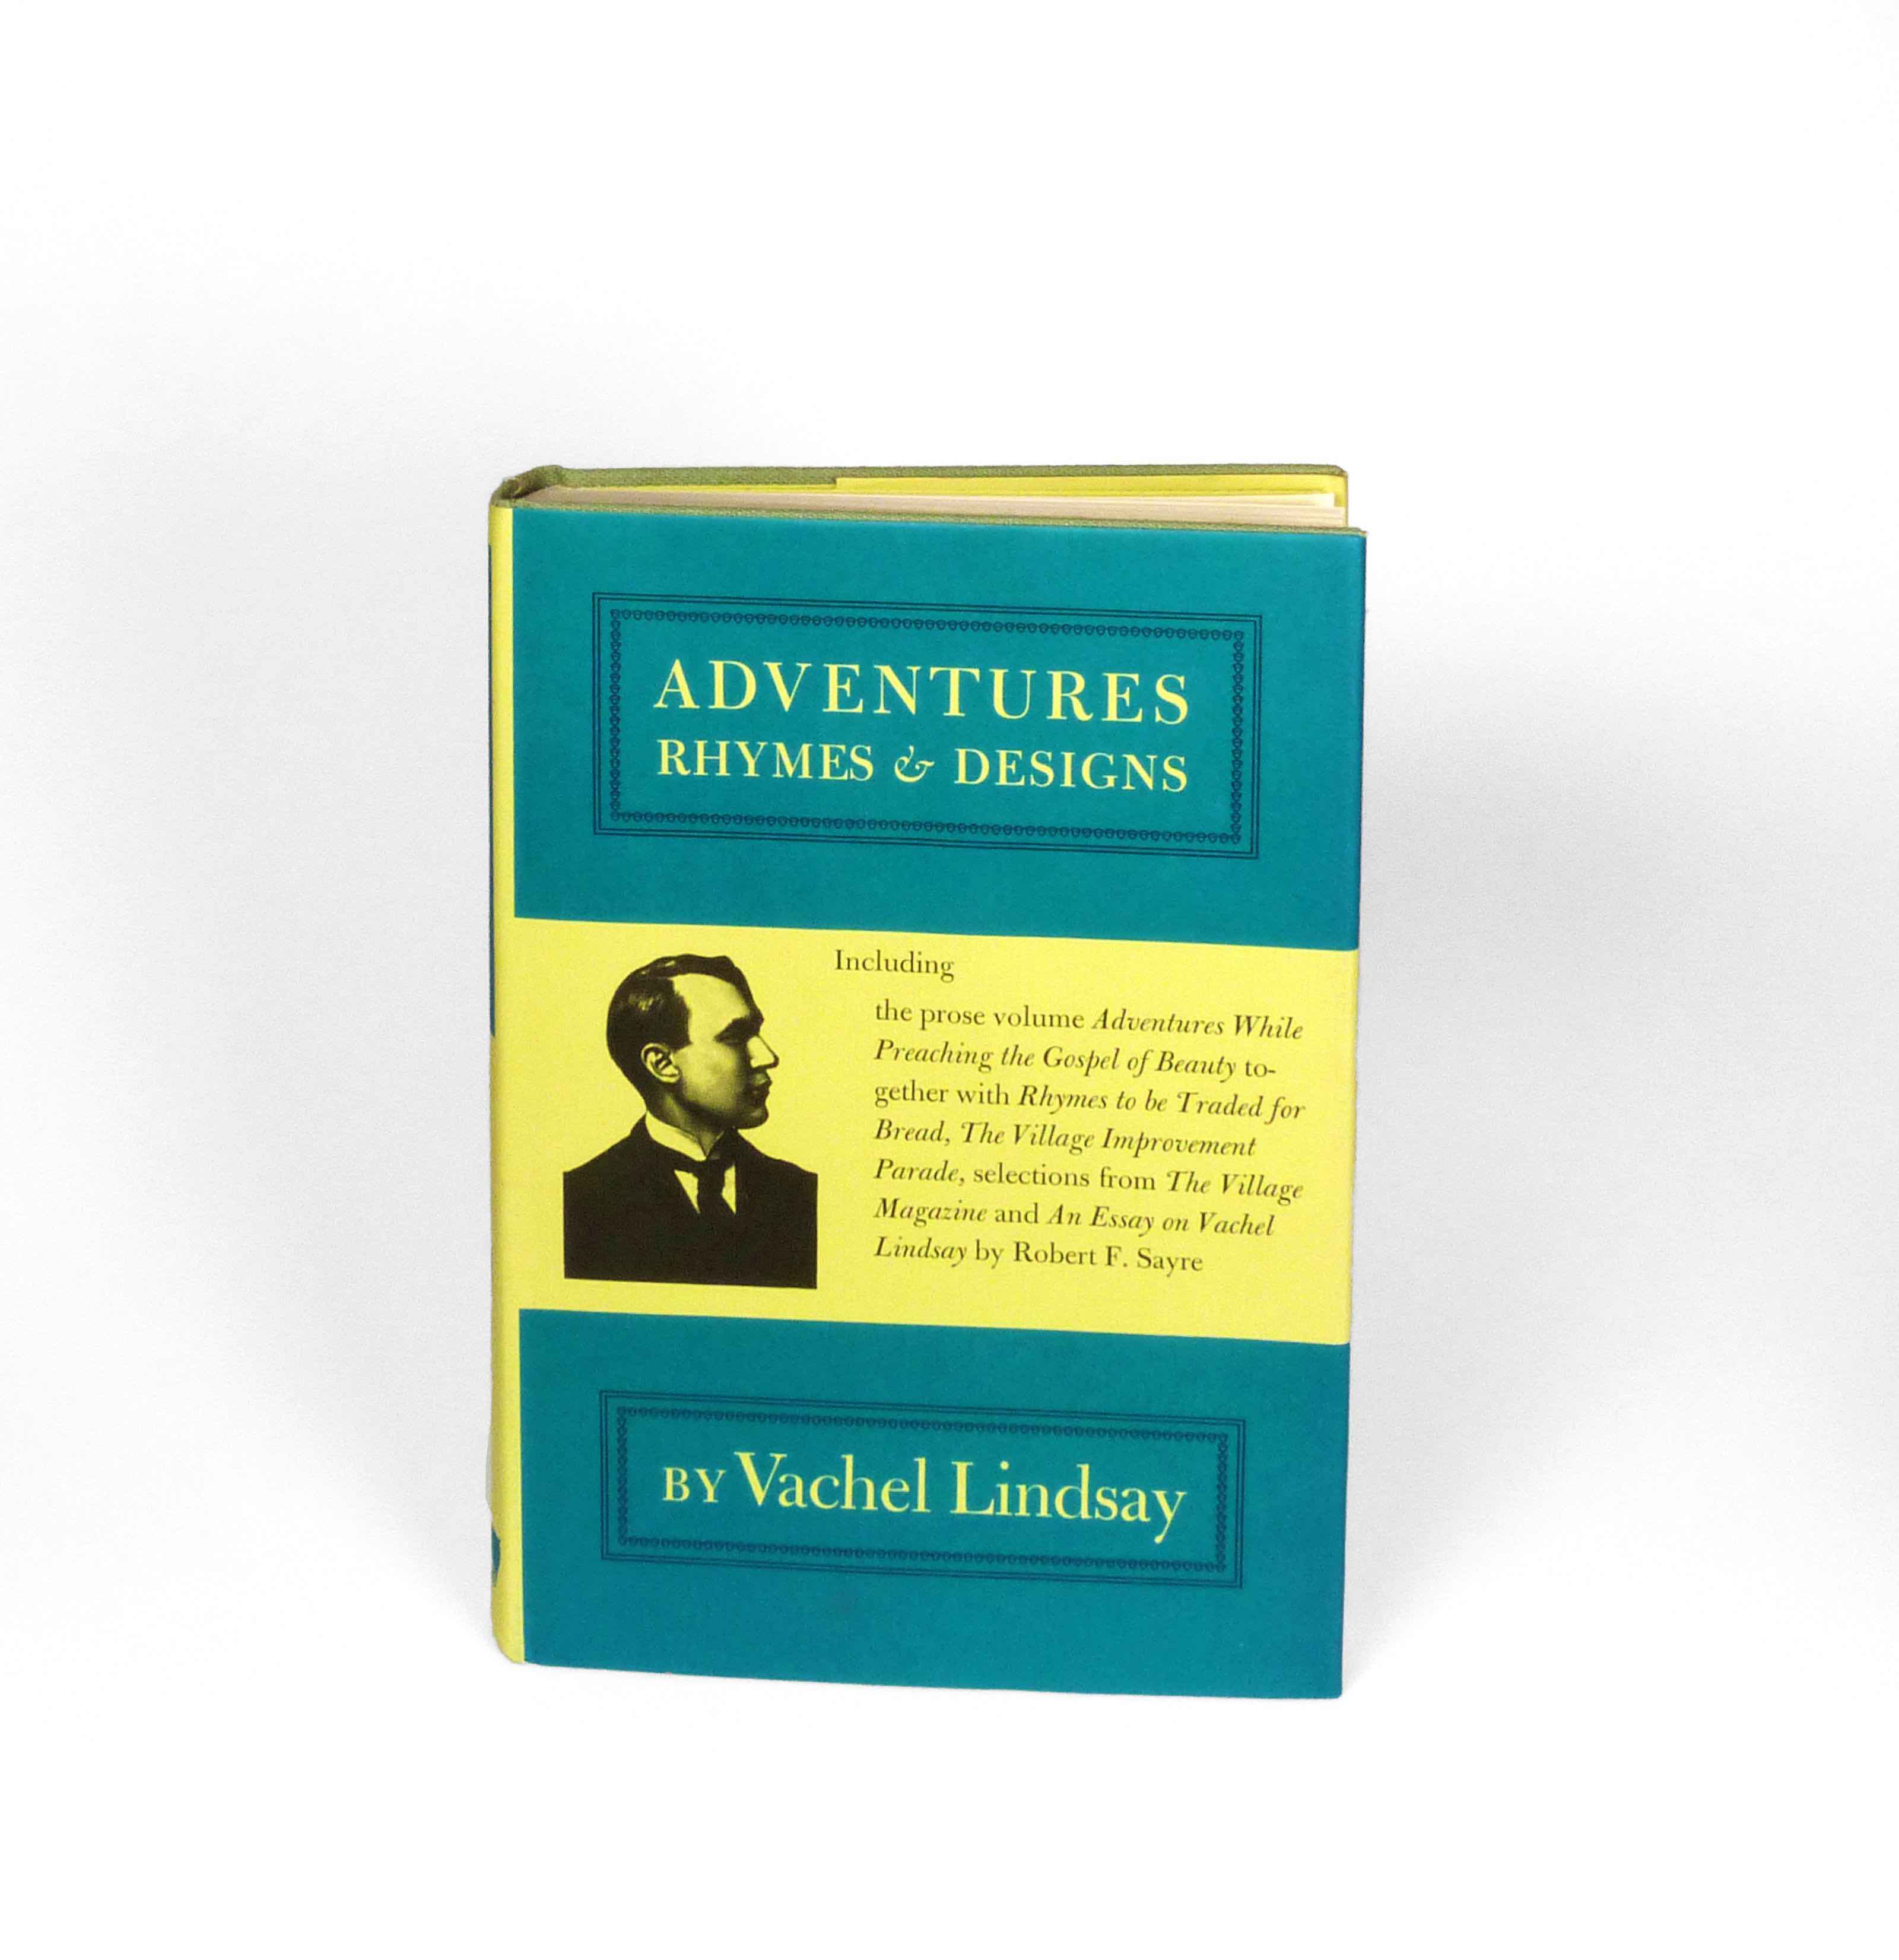 ADVENTURES
RHYMES & DESIGNS
Including
the prose volume Adventures While
Preaching the Gospel of Beauty to-
gether with Rhymes to be Traded for
Bread, The Village Improvement
Parade, selections from The Village
Magazine and An Essay on Vachel
Lindsay by Robert F. Sayre
BY Vachel Lindsay